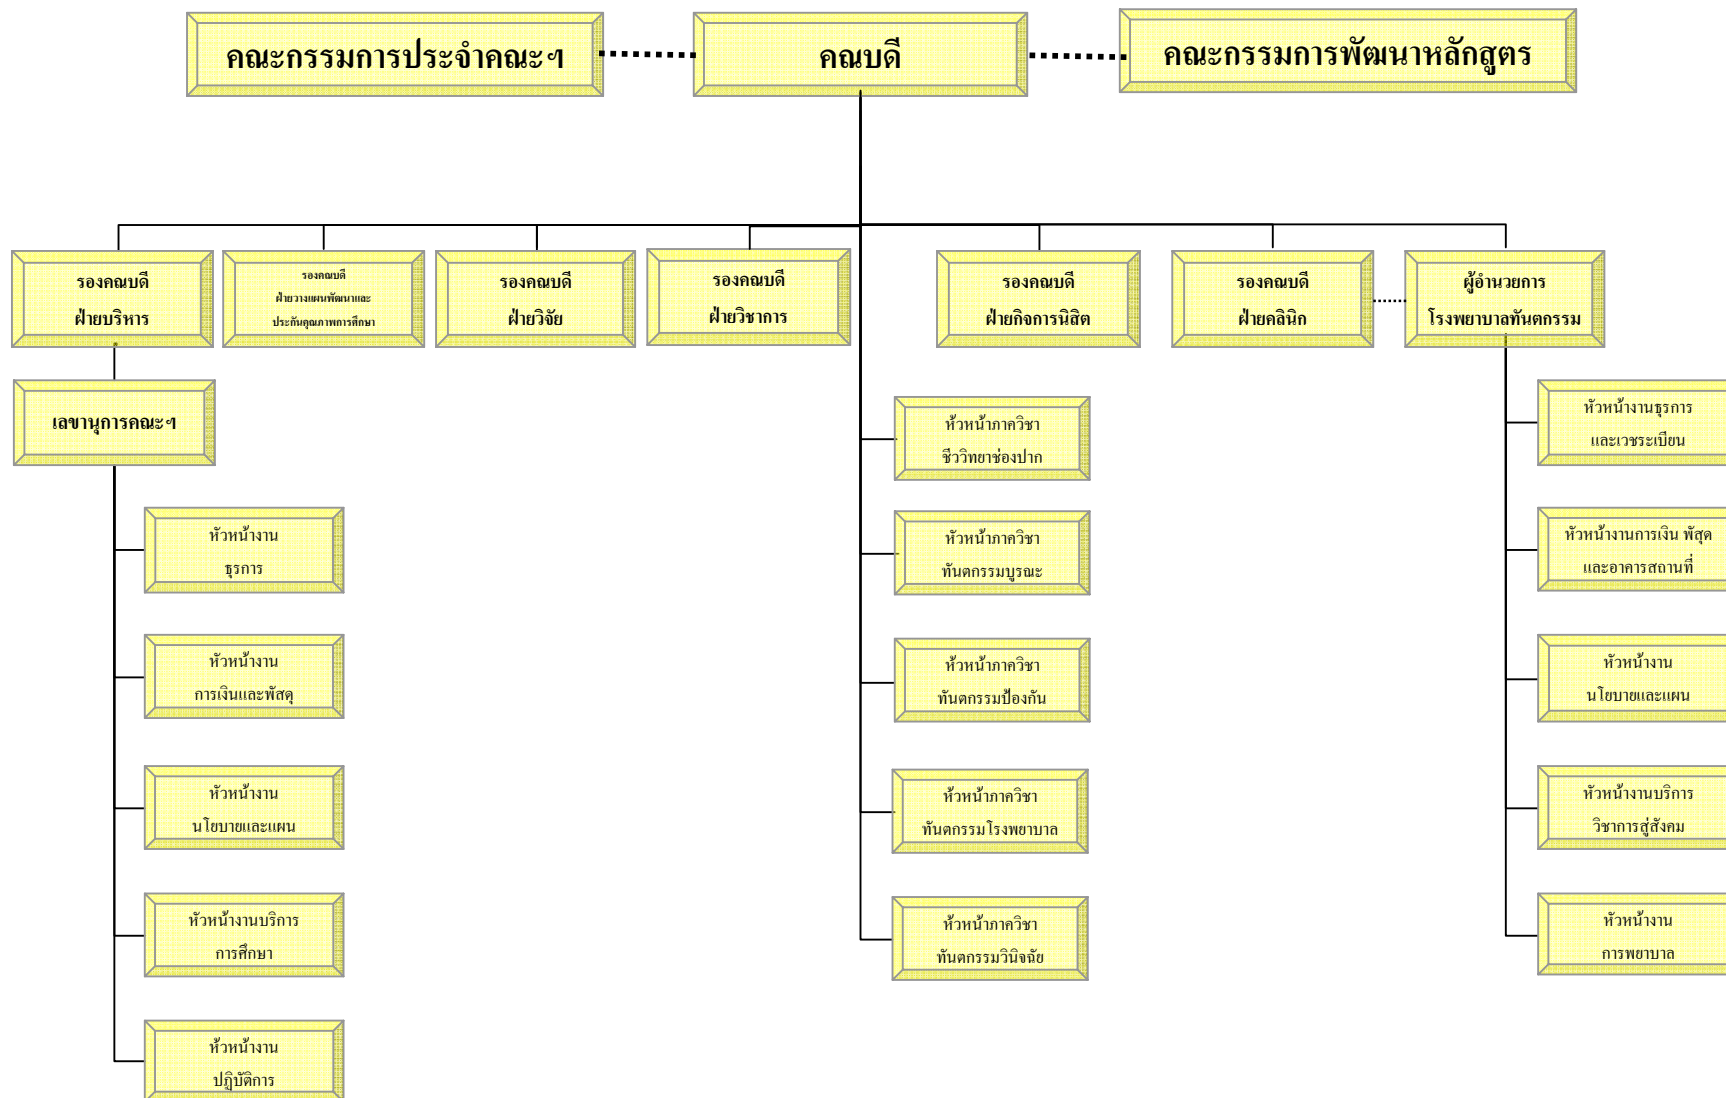 คณะกรรมการประจำคณะฯ
คณบดี
คณะกรรมการพัฒนาหลักสูตร
รองคณบดี
ฝ่ายบริหาร
รองคณบดี
ฝ่ายวางแผนพัฒนาและ
ประกันคุณภาพการศึกษา
รองคณบดี
ฝ่ายวิจัย
รองคณบดี
ฝ่ายวิชาการ
รองคณบดี
ฝ่ายกิจการนิสิต
รองคณบดี
ฝ่ายคลินิก
ผู้อำนวยการ
โรงพยาบาลทันตกรรม
เลขานุการคณะฯ
หัวหน้างาน
ธุรการ
หัวหน้างาน
การเงินและพัสดุ
หัวหน้างาน
นโยบายและแผน
หัวหน้างานบริการ
การศึกษา
หัวหน้างาน
ปฏิบัติการ
หัวหน้าภาควิชา
ชีววิทยาช่องปาก
หัวหน้าภาควิชา
ทันตกรรมบูรณะ
หัวหน้าภาควิชา
ทันตกรรมป้องกัน
หัวหน้าภาควิชา
ทันตกรรมโรงพยาบาล
หัวหน้าภาควิชา
ทันตกรรมวินิจฉัย
หัวหน้างานธุรการ
และเวชระเบียน
หัวหน้างานการเงิน พัสุด
และอาคารสถานที่
หัวหน้างาน
นโยบายและแผน
หัวหน้างานบริการ
วิชาการสู่สังคม
หัวหน้างาน
การพยาบาล